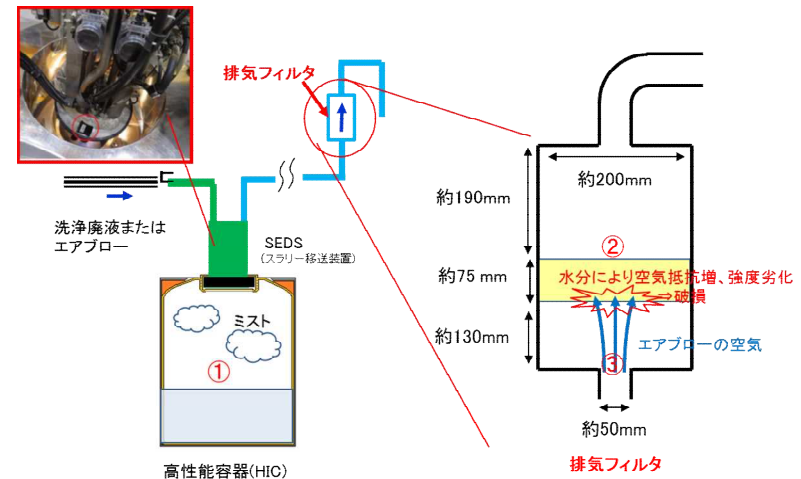 排気フィルタ
洗浄廃液または
エアブロー
SEDS
(スラリー移送装置)
ミスト
①
高性能容器(HIC)
約200mm
約190mm
②
約75 mm
水分により空気抵抗増、強度劣化
⇒破損
約130mm
エアブローの空気
③
約50mm
排気フィルタ